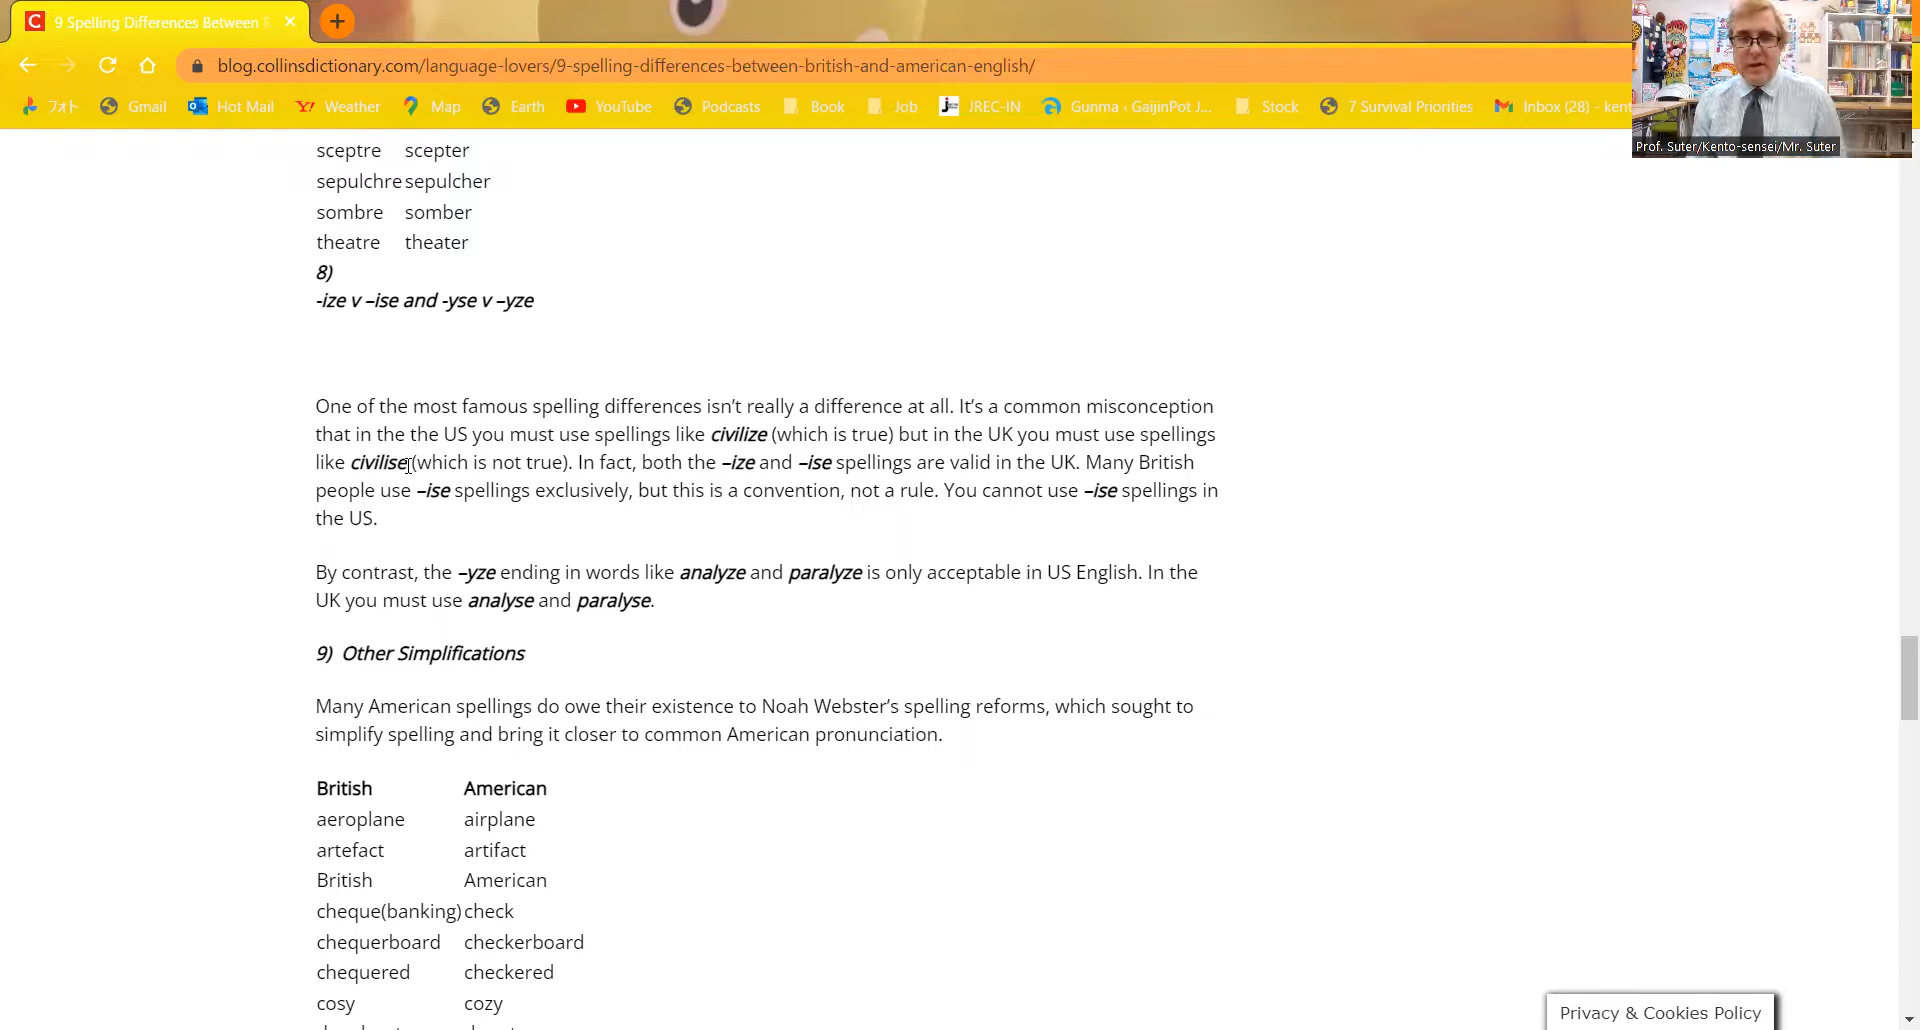 9 Spelling Differences Between
blog.collinsdictionary.com/language-lovers/9-spelling-differences-between-british-and-american-english/
フォト Gmail Hot Mail Weather Map Earth YouTube Podcasts Book Job JREC-IN Gunma ‹ GaijinPot J... Stock 7 Survival Priorities Inbox (28) - kent
Prof. Suter/Kento-sensei/Mr. Suter
sceptre scepter
sepulchre sepulcher
sombre somber
theatre theater
8)
-ize v –ise and -yse v –yze
One of the most famous spelling differences isn’t really a difference at all. It’s a common misconception
that in the the US you must use spellings like civilize (which is true) but in the UK you must use spellings
like civilise (which is not true). In fact, both the –ize and –ise spellings are valid in the UK. Many British
people use –ise spellings exclusively, but this is a convention, not a rule. You cannot use –ise spellings in
the US.
By contrast, the –yze ending in words like analyze and paralyze is only acceptable in US English. In the
UK you must use analyse and paralyse.
9) Other Simplifications
Many American spellings do owe their existence to Noah Webster’s spelling reforms, which sought to
simplify spelling and bring it closer to common American pronunciation.
British American
aeroplane airplane
artefact artifact
British American
cheque(banking) check
chequerboard checkerboard
chequered checkered
cosy cozy
Privacy & Cookies Policy